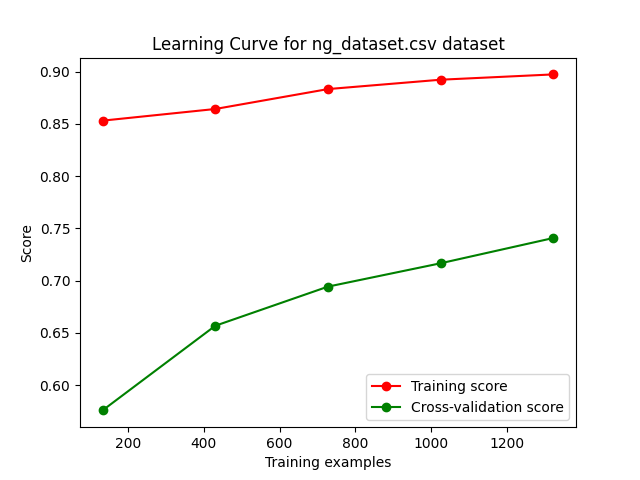 Learning Curve for ng_dataset.csv dataset
0.90
0.85
0.80
0.75
0.70
0.65
0.60
Score
200 400 600 800 1000 1200
Training examples
Training score
Cross-validation score